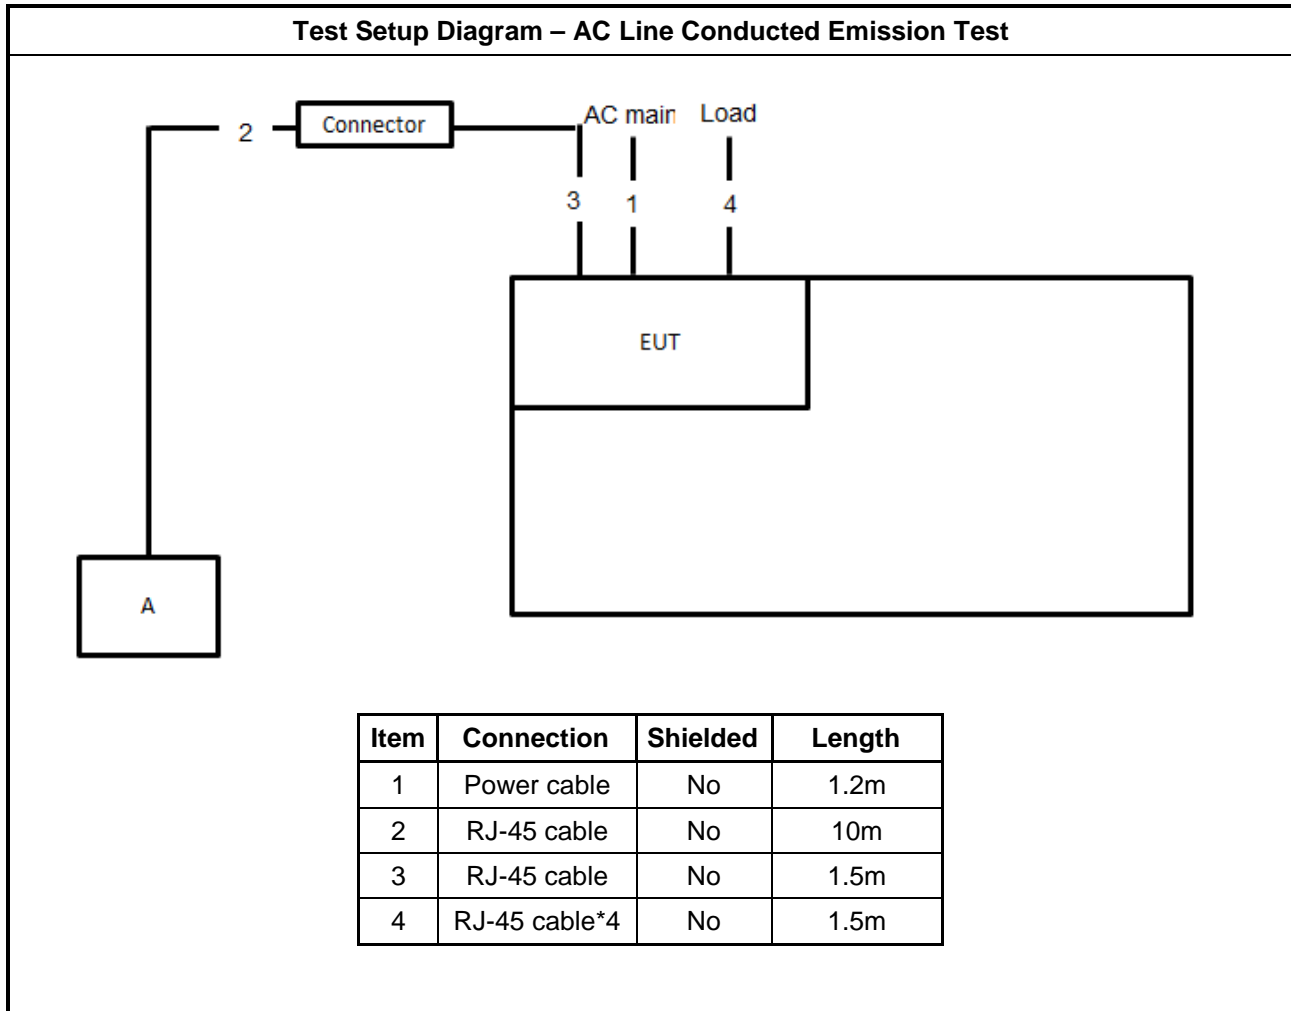 Test Setup Diagram – AC Line Conducted Emission Test
AC main Load
2 Connector
3 1 4
EUT
A
Item Connection Shielded Length
1 Power cable No 1.2m
2 RJ-45 cable No 10m
3 RJ-45 cable No 1.5m
4 RJ-45 cable*4 No 1.5m